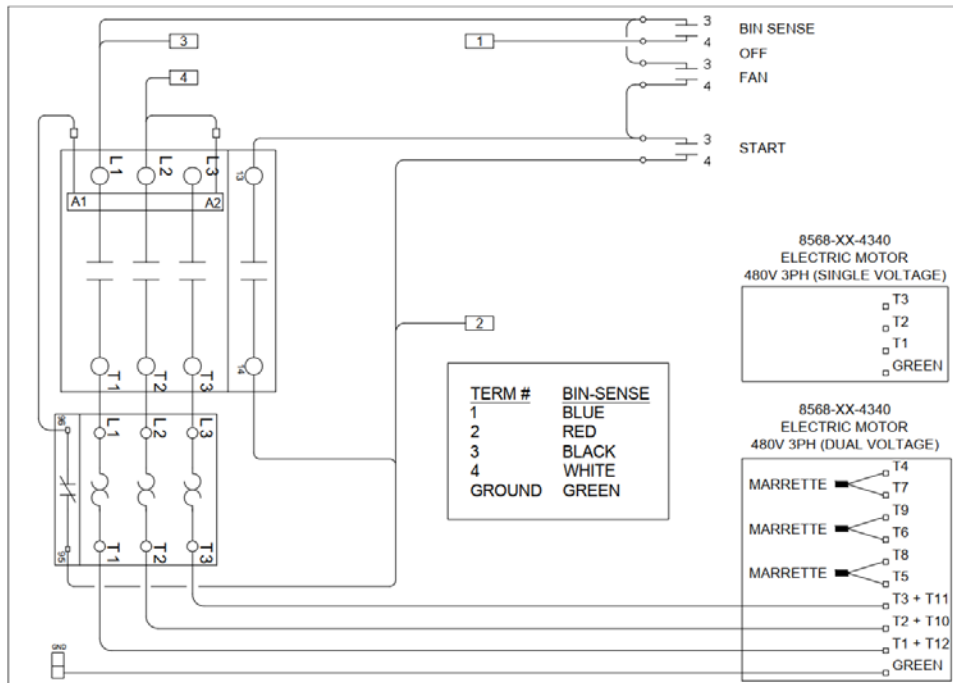 3
BIN SENSE
3
1
4
OFF
3
4
FAN
4
3
START
4
L1
L2
L3
13
A1
A2
8568-XX-4340
ELECTRIC MOTOR
480V 3PH (SINGLE VOLTAGE)
T3
T2
T1
GREEN
2
T1
T2
T3
14
TERM # BIN-SENSE
1 BLUE
2 RED
3 BLACK
4 WHITE
GROUND GREEN
8568-XX-4340
ELECTRIC MOTOR
480V 3PH (DUAL VOLTAGE)
96
L1
L2
L3
T4
MARRETTE
T7
T9
MARRETTE
T6
T8
MARRETTE
T5
95
T1
T2
T3
T3 + T11
T2 + T10
T1 + T12
GREEN